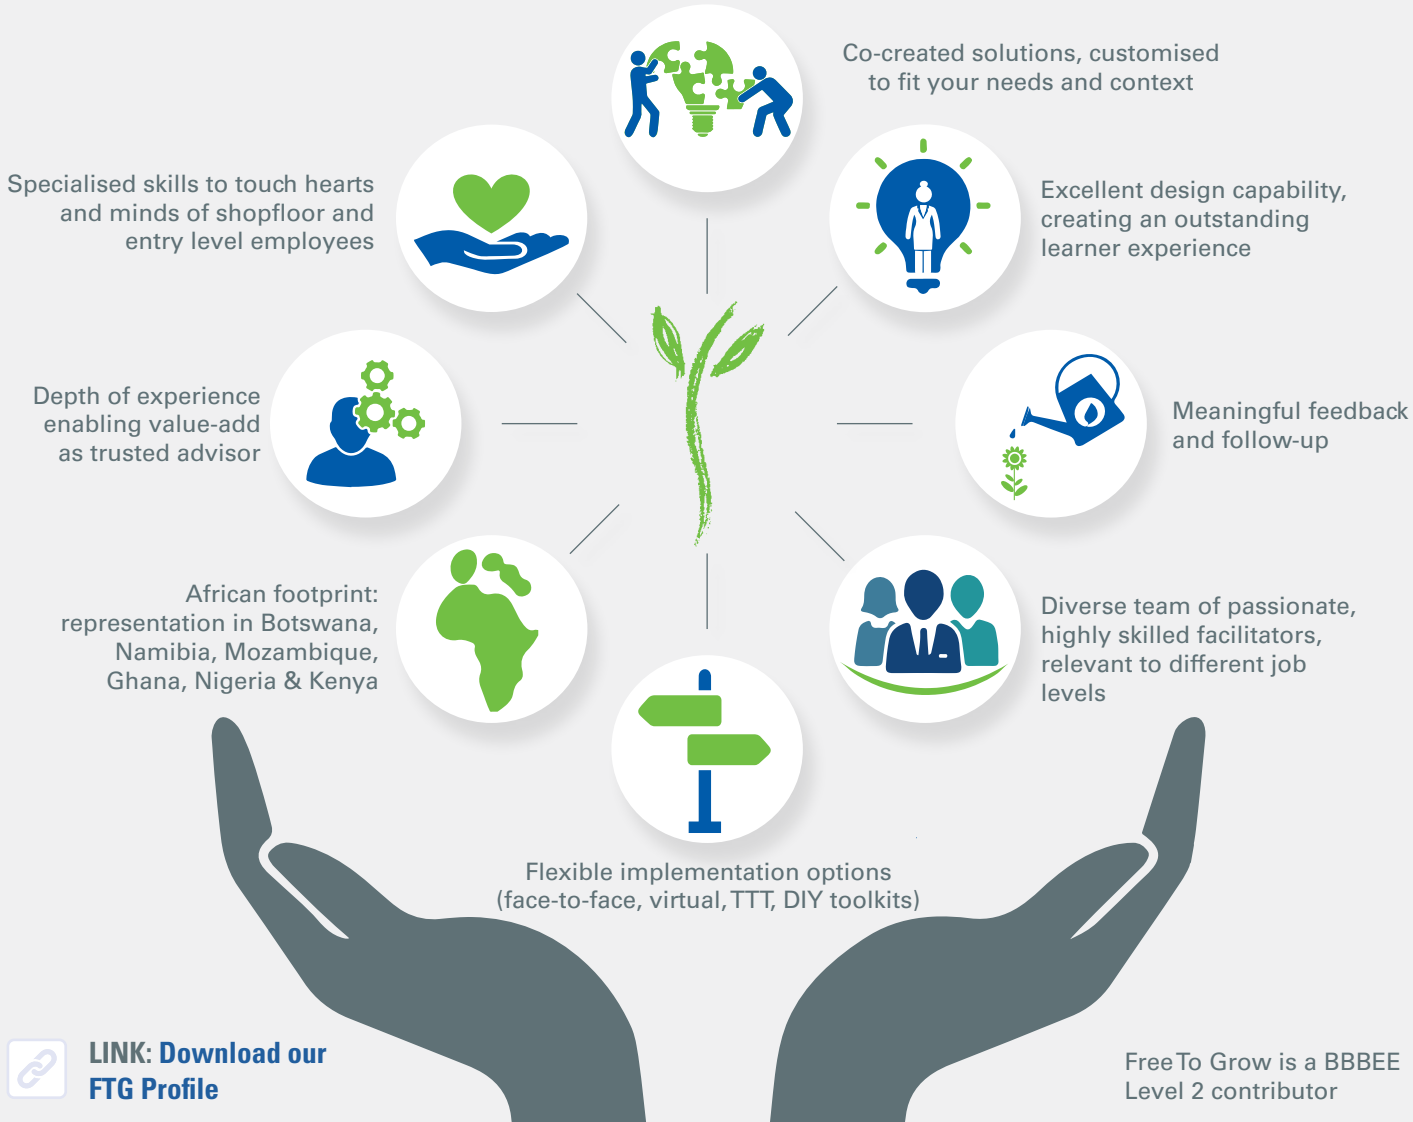 Co-created solutions, customised
to fit your needs and context
Specialised skills to touch hearts
and minds of shopfloor and
entry level employees
Excellent design capability,
creating an outstanding
learner experience
Depth of experience
enabling value-add
as trusted advisor
Meaningful feedback
and follow-up
African footprint:
representation in Botswana,
Namibia, Mozambique,
Ghana, Nigeria & Kenya
Diverse team of passionate,
highly skilled facilitators,
relevant to different job
levels
Flexible implementation options
(face-to-face, virtual, TTT, DIY toolkits)
LINK: Download our
FTG Profile
Free To Grow is a BBBEE
Level 2 contributor